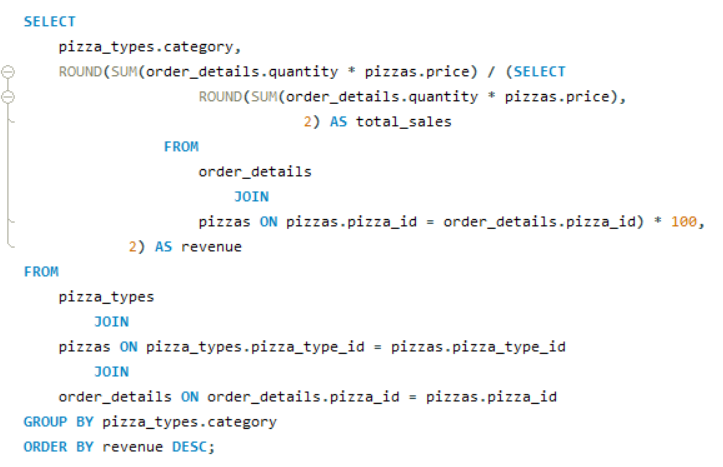 SELECT
pizza_types.category,
ROUND(SUM(order_details.quantity * pizzas.price) / (SELECT
ROUND(SUM(order_details.quantity * pizzas.price),
2) AS total_sales
FROM
order_details
JOIN
pizzas ON pizzas.pizza_id = order_details.pizza_id) * 100,
2) AS revenue
FROM
pizza_types
JOIN
pizzas ON pizza_types.pizza_type_id = pizzas.pizza_type_id
JOIN
order_details ON order_details.pizza_id = pizzas.pizza_id
GROUP BY pizza_types.category
ORDER BY revenue DESC;